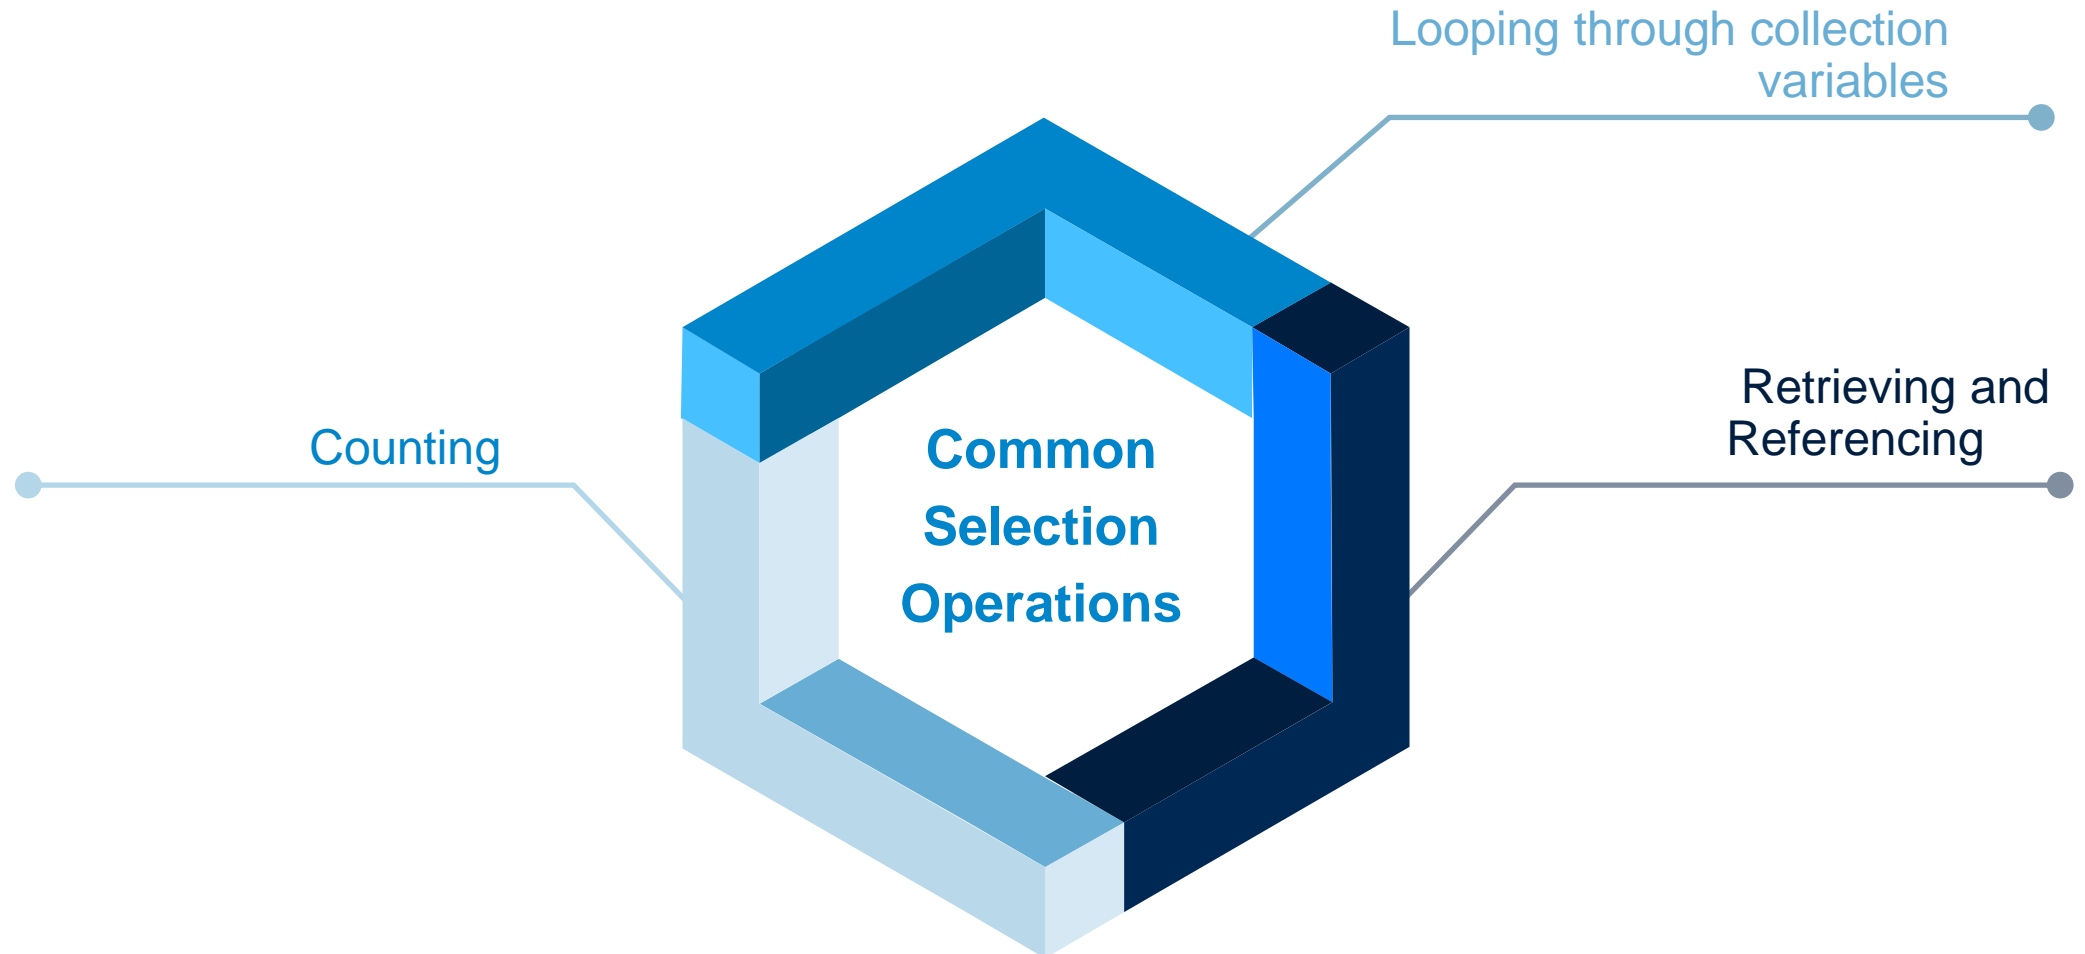 Looping through collection
variables
Retrieving and
Referencing
Counting
Common
Selection
Operations